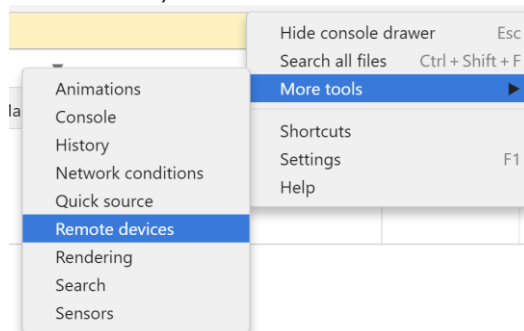 Hide console drawer Esc
Search all files Ctrl + Shift + F
More tools
Shortcuts
Settings F1
Help
Animations
Console
History
Network conditions
Quick source
Remote devices
Rendering
Search
Sensors